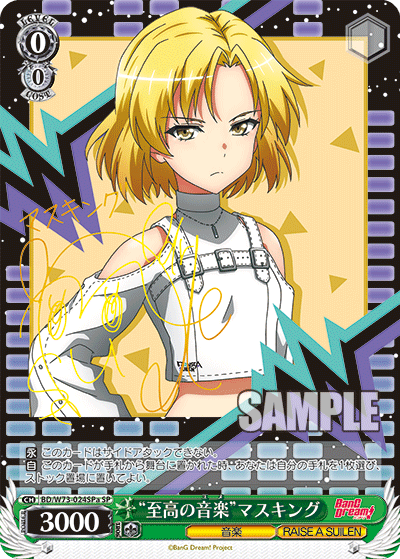 LEVEL
0
0
COST
マスキング
SAMPLE
永 このカードはサイドアタックできない。
自 このカードが手札から舞台に置かれた時、あなたは自分の手札を1枚選び、
ストック置場に置いてよい。
CH BD/W73-024SPa SP
3000
“至高の音楽”マスキング
BanG Dream!
音楽
RAISE A SUILEN
©BanG Dream! Project